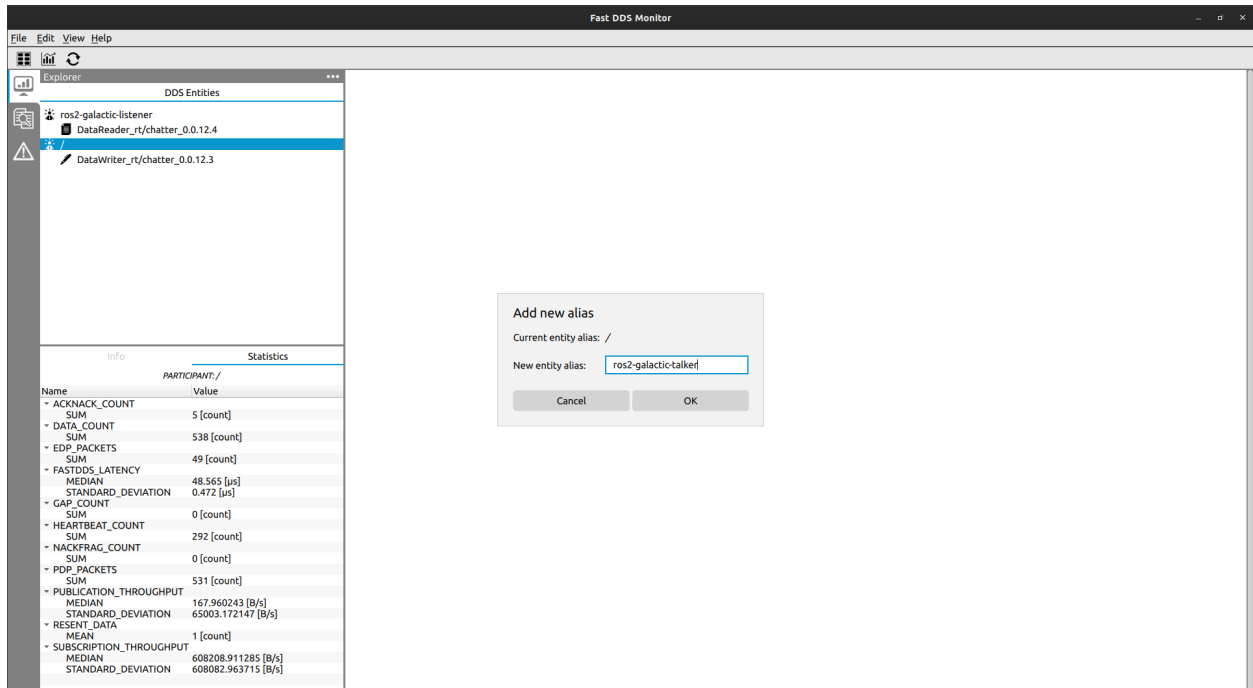 Fast DDS Monitor
File Edit View Help
Explorer
DDS Entities
ros2-galactic-listener
DataReader_rt/chatter_0.0.12.4
/
DataWriter_rt/chatter_0.0.12.3
Add new alias
Current entity alias: /
New entity alias: ros2-galactic-talker
Cancel OK
Info Statistics
PARTICIPANT: /
Name Value
ACKNACK_COUNT
SUM 5 [count]
DATA_COUNT
SUM 538 [count]
EDP_PACKETS
SUM 49 [count]
FASTDDS_LATENCY
MEDIAN 48.565 [µs]
STANDARD_DEVIATION 0.472 [µs]
GAP_COUNT
SUM 0 [count]
HEARTBEAT_COUNT
SUM 292 [count]
NACKFRAG_COUNT
SUM 0 [count]
PDP_PACKETS
SUM 531 [count]
PUBLICATION_THROUGHPUT
MEDIAN 167.960243 [B/s]
STANDARD_DEVIATION 65003.172147 [B/s]
RESENT_DATA
MEAN 1 [count]
SUBSCRIPTION_THROUGHPUT
MEDIAN 608208.911285 [B/s]
STANDARD_DEVIATION 608082.963715 [B/s]